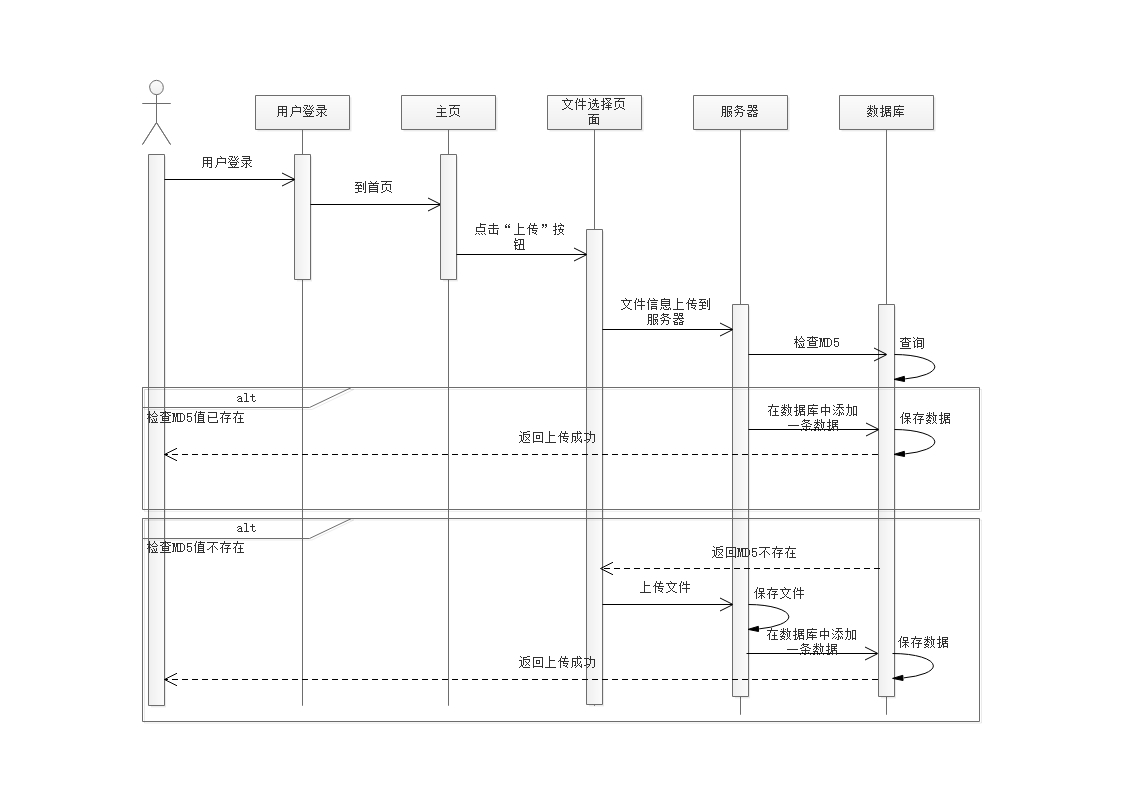 用户登录
主页
文件选择页
面
服务器
数据库
用户登录
到首页
点击“上传”按
钮
文件信息上传到
服务器
检查MD5
查询
alt
检查MD5值已存在
在数据库中添加
一条数据
保存数据
返回上传成功
alt
检查MD5值不存在
返回MD5不存在
上传文件
保存文件
在数据库中添加
一条数据
保存数据
返回上传成功